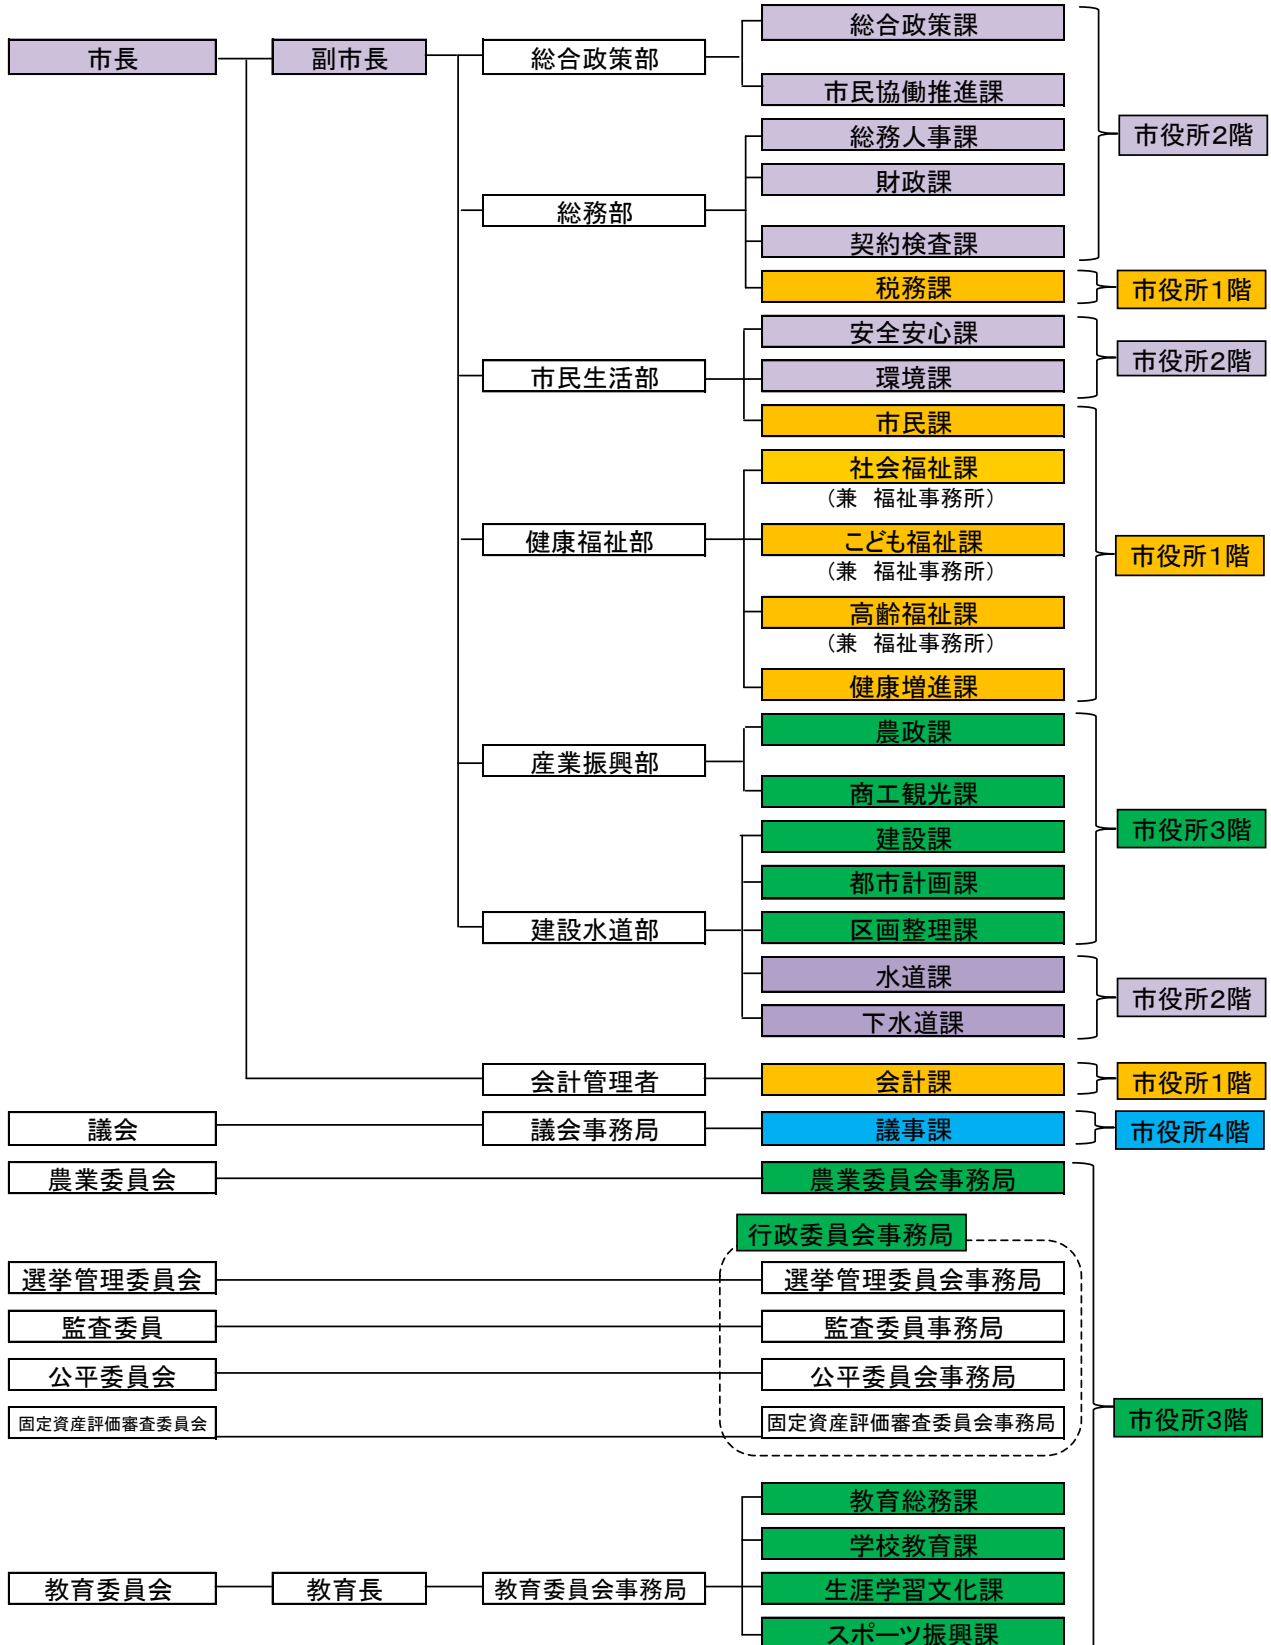 市長
副市長
総合政策部
総合政策課
市民協働推進課
総務部
総務人事課
財政課
契約検査課
市役所2階
税務課
市役所1階
市民生活部
安全安心課
環境課
市役所2階
市民課
健康福祉部
社会福祉課
(兼　福祉事務所)
こども福祉課
(兼　福祉事務所)
高齢福祉課
(兼　福祉事務所)
健康増進課
市役所1階
産業振興部
農政課
商工観光課
建設水道部
建設課
都市計画課
区画整理課
市役所3階
水道課
下水道課
市役所2階
会計管理者
会計課
市役所1階
議会
議会事務局
議事課
市役所4階
農業委員会
農業委員会事務局
行政委員会事務局
選挙管理委員会
選挙管理委員会事務局
監査委員
監査委員事務局
公平委員会
公平委員会事務局
固定資産評価審査委員会
固定資産評価審査委員会事務局
市役所3階
教育委員会
教育長
教育委員会事務局
教育総務課
学校教育課
生涯学習文化課
スポーツ振興課